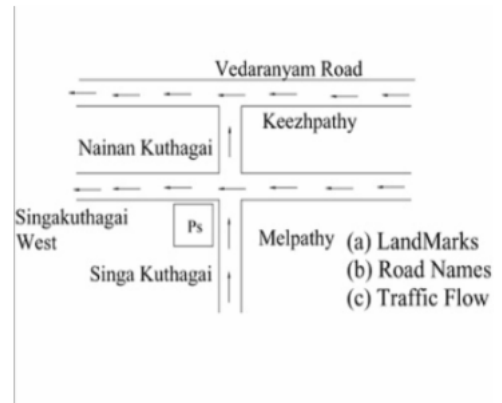 Vedaranyam Road
Keezhpathy
Nainan Kuthagai
Singakuthagai
West
Ps
Melpathy
Singa Kuthagai
(a) LandMarks
(b) Road Names
(c) Traffic Flow